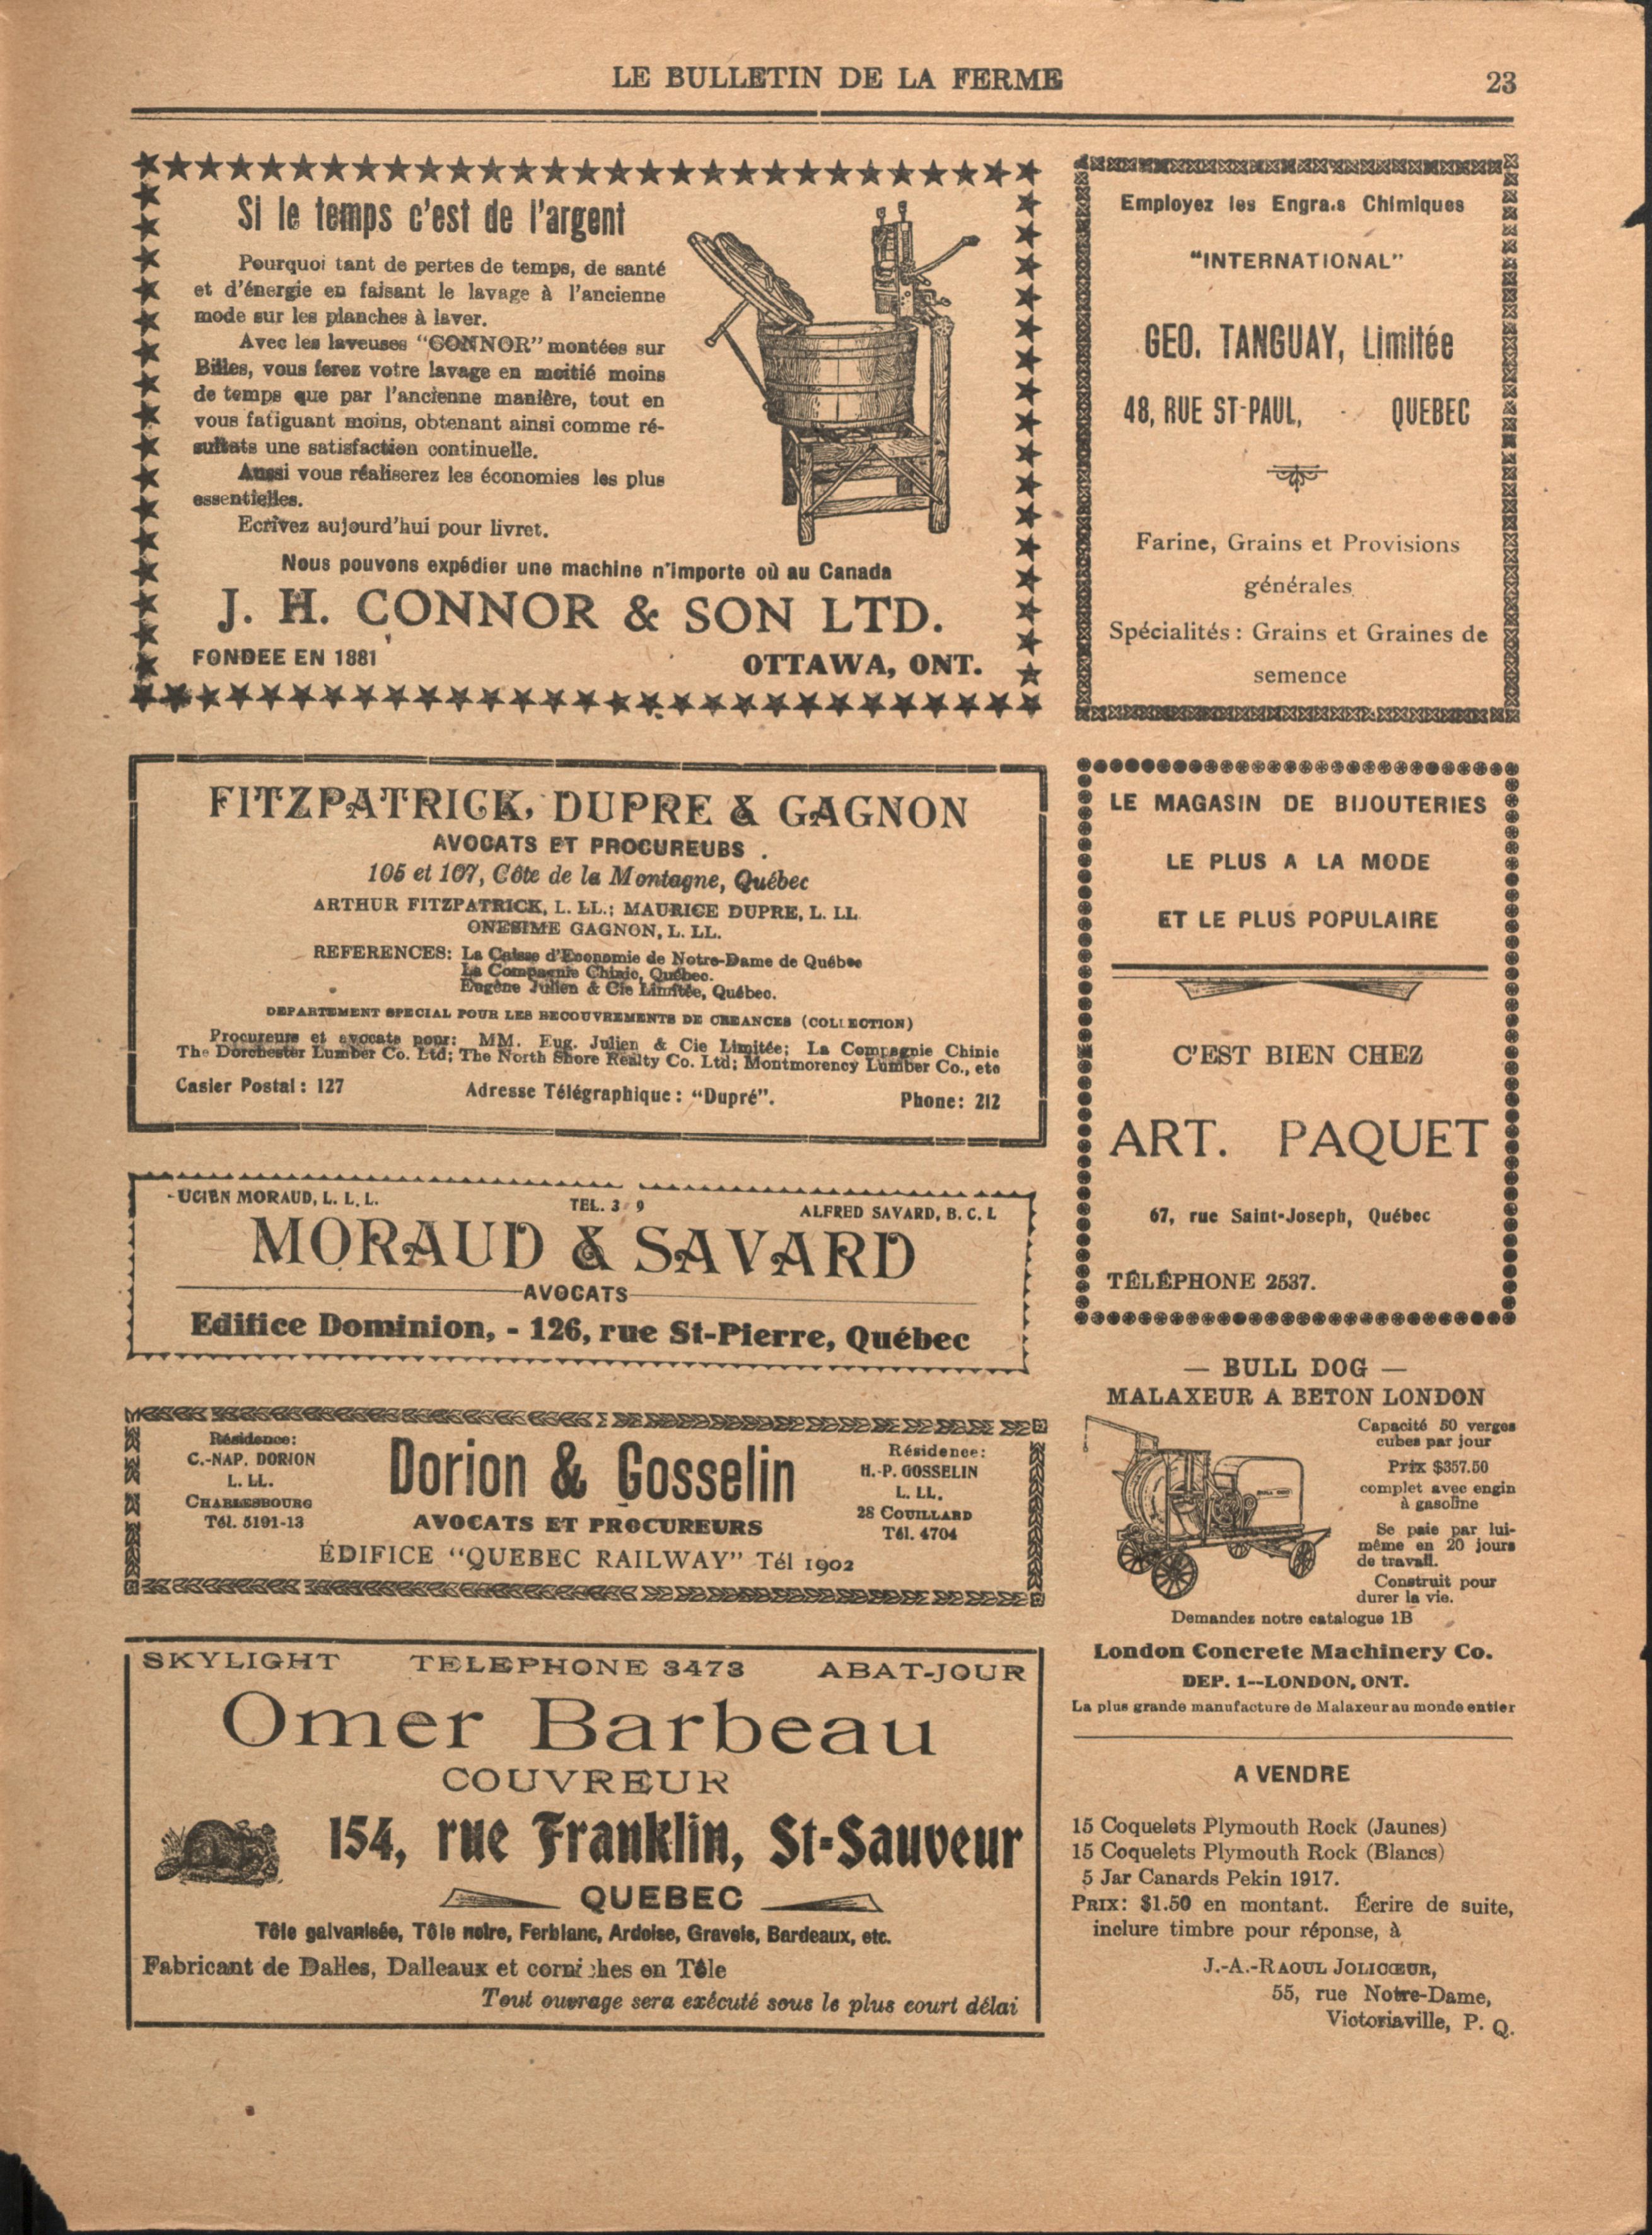 LE BULLETIN DE LA FERME
23
Si le temps c'est de l'argent
Pourquoi tant de pertes de temps, de santé
et d'énergie en faisant le lavage à l'ancienne
mode sur les planches à laver.
Avec les laveuses "CONNOR" montées sur
Billes, vous ferez votre lavage en moitié moins
de temps que par l'ancienne manière, tout en
vous fatiguant moins, obtenant ainsi comme ré-
sultats une satisfaction continuelle.
Aussi vous réaliserez les économies les plus
essentielles.
Ecrivez aujourd'hui pour livret.
Nous pouvons expédier une machine n'importe où au Canada
J. H. CONNOR & SON LTD.
FONDEE EN 1881
OTTAWA, ONT.
Employez les Engrais Chimiques
"INTERNATIONAL"
GEO. TANGUAY, Limitée
48, RUE ST-PAUL, - QUEBEC
Farine, Grains et Provisions
générales
Spécialités : Grains et Graines de
semence
FITZPATRICK, DUPRE & GAGNON
AVOCATS ET PROCUREUBS .
105 et 107, Côte de la Montagne, Québec
ARTHUR FITZPATRICK, L. LL.; MAURICE DUPRE, L. LL
ONESIME GAGNON, L. LL.
REFERENCES: La Caisse d'Economie de Notre-Dame de Québec
La Compagnie Chinic, Québec.
Eugène Julien & Cie Limitée, Québec.
DEPARTEMENT SPECIAL POUR LES RECOUVREMENTS DE CREANCES (COLLECTION)
Procureurs et avocats pour: MM. Eug. Julien & Cie Limitée; La Compagnie Chinic
The Dorchester Lumber Co. Ltd; The North Shore Realty Co. Ltd; Montmorency Lumber Co., etc
Casier Postal : 127
Adresse Télégraphique : "Dupré".
Phone: 212
LE MAGASIN DE BIJOUTERIES
LE PLUS A LA MODE
ET LE PLUS POPULAIRE
C'EST BIEN CHEZ
ART. PAQUET
67, rue Saint-Joseph, Québec
TÉLÉPHONE 2537.
UCIEN MORAUD, L. L. L.
TEL. 3 9
ALFRED SAVARD, B. C. L
MORAUD & SAVARD
AVOCATS
Edifice Dominion, - 126, rue St-Pierre, Québec
Résidence:
C.-NAP. DORION
L. LL.
CHARLESBOURG
Tél. 5191-13
Dorion & Gosselin
AVOCATS ET PROCUREURS
ÉDIFICE "QUEBEC RAILWAY" Tél 1902
Résidence:
H.-P. GOSSELIN
L. LL.
28 COUILLARD
Tél. 4704
— BULL DOG —
MALAXEUR A BETON LONDON
Capacité 50 verges
cubes par jour
Prix $357.50
complet avec engin
à gasoline
Se paie par lui-
même en 20 jours
de travail.
Construit pour
durer la vie.
Demandez notre catalogue 1B
London Concrete Machinery Co.
DEP. 1--LONDON, ONT.
La plus grande manufacture de Malaxeur au monde entier
SKYLIGHT
TELEPHONE 3473
ABAT-JOUR
Omer Barbeau
COUVREUR
154, rue Franklin, St-Sauveur
QUEBEC
Tôle galvanisée, Tôle noire, Ferblanc, Ardoise, Gravois, Bardeaux, etc.
Fabricant de Dalles, Dalleaux et corniches en Tôle
Tout ouvrage sera exécuté sous le plus court délai
A VENDRE
15 Coquelets Plymouth Rock (Jaunes)
15 Coquelets Plymouth Rock (Blancs)
5 Jar Canards Pekin 1917.
PRIX: $1.50 en montant. Écrire de suite,
inclure timbre pour réponse, à
J.-A.-RAOUL JOLICŒUR,
55, rue Notre-Dame,
Victoriaville, P. Q.